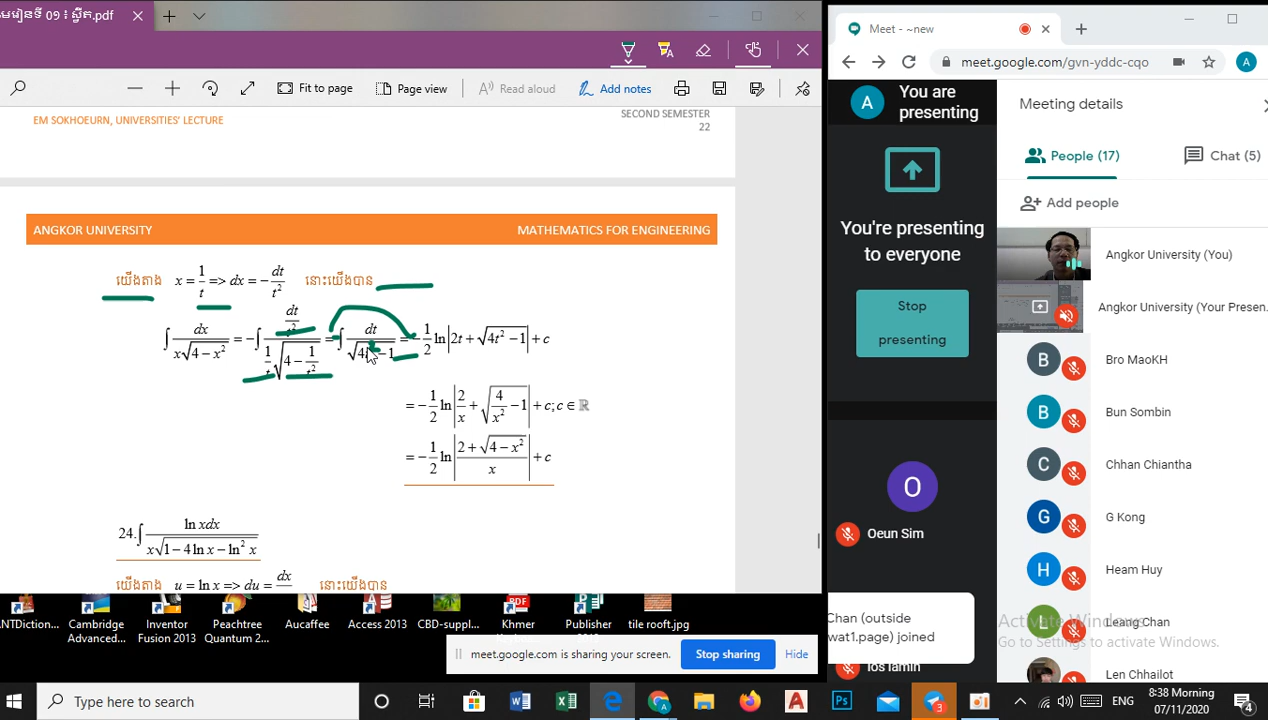 មេរៀនទី 09 ៖ ស្វ៊ីត.pdf
Meet - ~new
meet.google.com/gvn-yddc-cqo
A
Fit to page
Page view
Read aloud
Add notes
EM SOKHOEURN, UNIVERSITIES' LECTURE
SECOND SEMESTER
22
ANGKOR UNIVERSITY
MATHEMATICS FOR ENGINEERING
យើងតាង x = 1/t => dx = - dt/t² នោះយើងបាន
∫ dx/(x√(4 − x²)) = −∫ (dt/t²)/((1/t)√(4 − 1/t²)) = −∫ dt/√(4t² − 1) = −1/2 ln|2t + √(4t² − 1)| + c
= −1/2 ln|2/x + √(4/x² − 1)| + c; c ∈ ℝ
= −1/2 ln|(2 + √(4 − x²))/x| + c
24. ∫ ln xdx/(x√(1 − 4 ln x − ln² x))
យើងតាង u = ln x => du = dx នោះយើងបាន
NTDiction...
Cambridge Advanced...
Inventor Fusion 2013
Peachtree Quantum 2...
Aucaffee
Access 2013
CBD-suppl...
Khmer
Publisher
tile rooft.jpg
meet.google.com is sharing your screen.
Stop sharing
Hide
A
You are presenting
You're presenting to everyone
Stop presenting
O
Oeun Sim
Chan (outside
wat1.page) joined
Meeting details
People (17)
Chat (5)
Add people
Angkor University (You)
Angkor University (Your Presen.
B
Bro MaoKH
B
Bun Sombin
C
Chhan Chiantha
G
G Kong
H
Heam Huy
L
Leang Chan
Len Chhailot
Activate Windows
Go to Settings to activate Windows.
Type here to search
3
ENG
8:38 Morning
07/11/2020
4